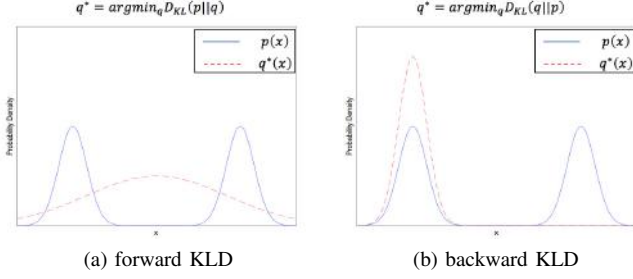 q* = argmin_q D_KL(p||q)
p(x)
q*(x)
Probability Density
x
(a) forward KLD
q* = argmin_q D_KL(q||p)
p(x)
q*(x)
Probability Density
x
(b) backward KLD